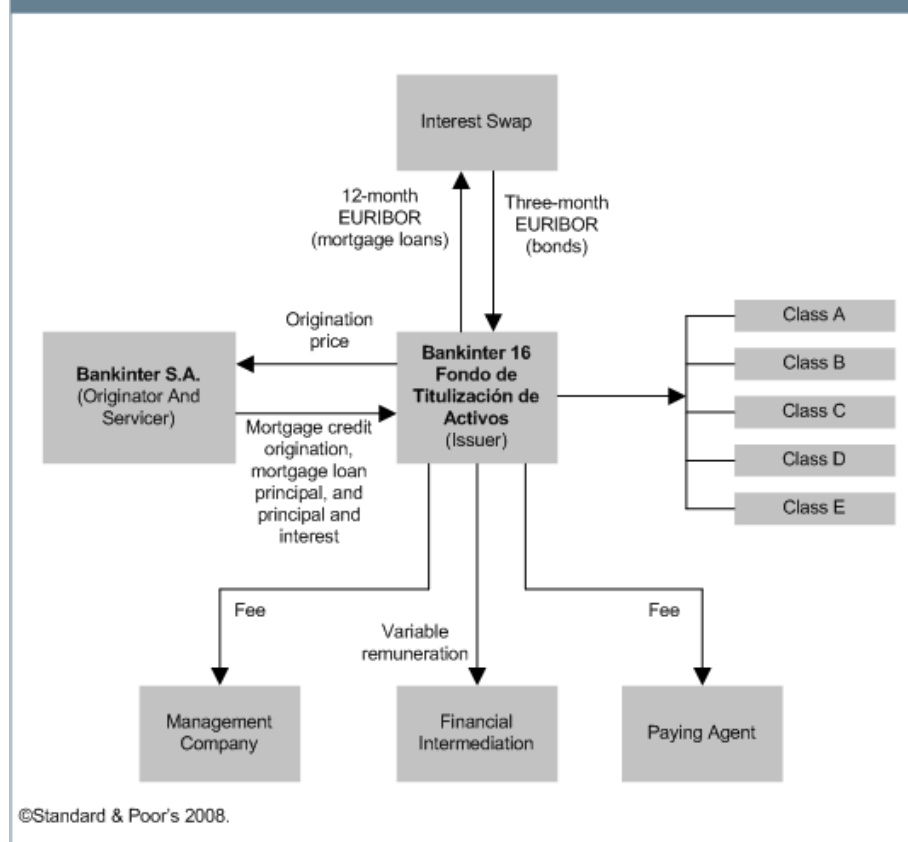 Interest Swap
12-month
EURIBOR
(mortgage loans)
Three-month
EURIBOR
(bonds)
Origination
price
Bankinter S.A.
(Originator And
Servicer)
Mortgage credit
origination,
mortgage loan
principal, and
principal and
interest
Bankinter 16
Fondo de
Titulización de
Activos
(Issuer)
Class A
Class B
Class C
Class D
Class E
Fee
Variable
remuneration
Fee
Management
Company
Financial
Intermediation
Paying Agent
©Standard & Poor's 2008.